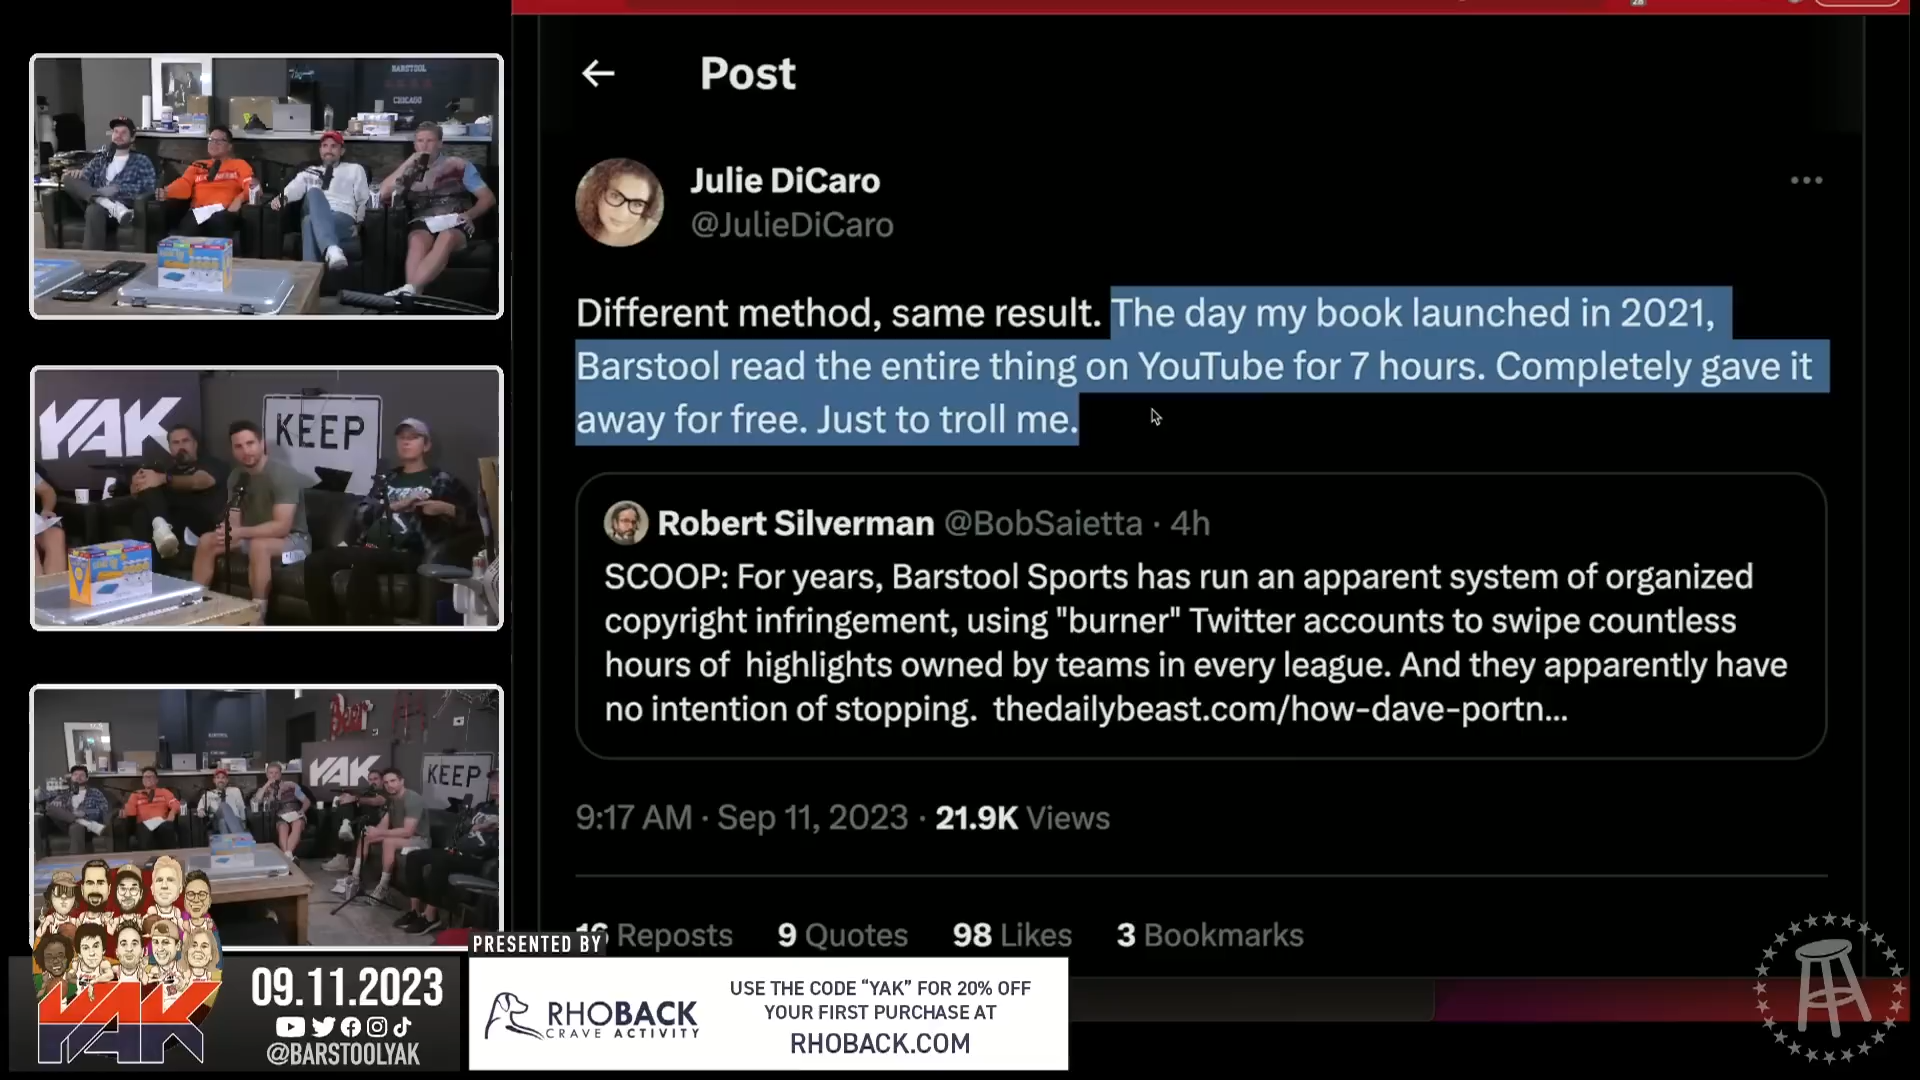 Post
Julie DiCaro
@JulieDiCaro
Different method, same result. The day my book launched in 2021,
Barstool read the entire thing on YouTube for 7 hours. Completely gave it
away for free. Just to troll me.
Robert Silverman @BobSaietta · 4h
SCOOP: For years, Barstool Sports has run an apparent system of organized
copyright infringement, using "burner" Twitter accounts to swipe countless
hours of highlights owned by teams in every league. And they apparently have
no intention of stopping. thedailybeast.com/how-dave-portn...
9:17 AM · Sep 11, 2023 · 21.9K Views
Reposts 9 Quotes 98 Likes 3 Bookmarks
BARSTOOL
CHICAGO
YAK
KEEP
Beer
YAK
KEEP
YAK
09.11.2023
@BARSTOOLYAK
PRESENTED BY
RHOBACK
CRAVE ACTIVITY
USE THE CODE “YAK” FOR 20% OFF
YOUR FIRST PURCHASE AT
RHOBACK.COM